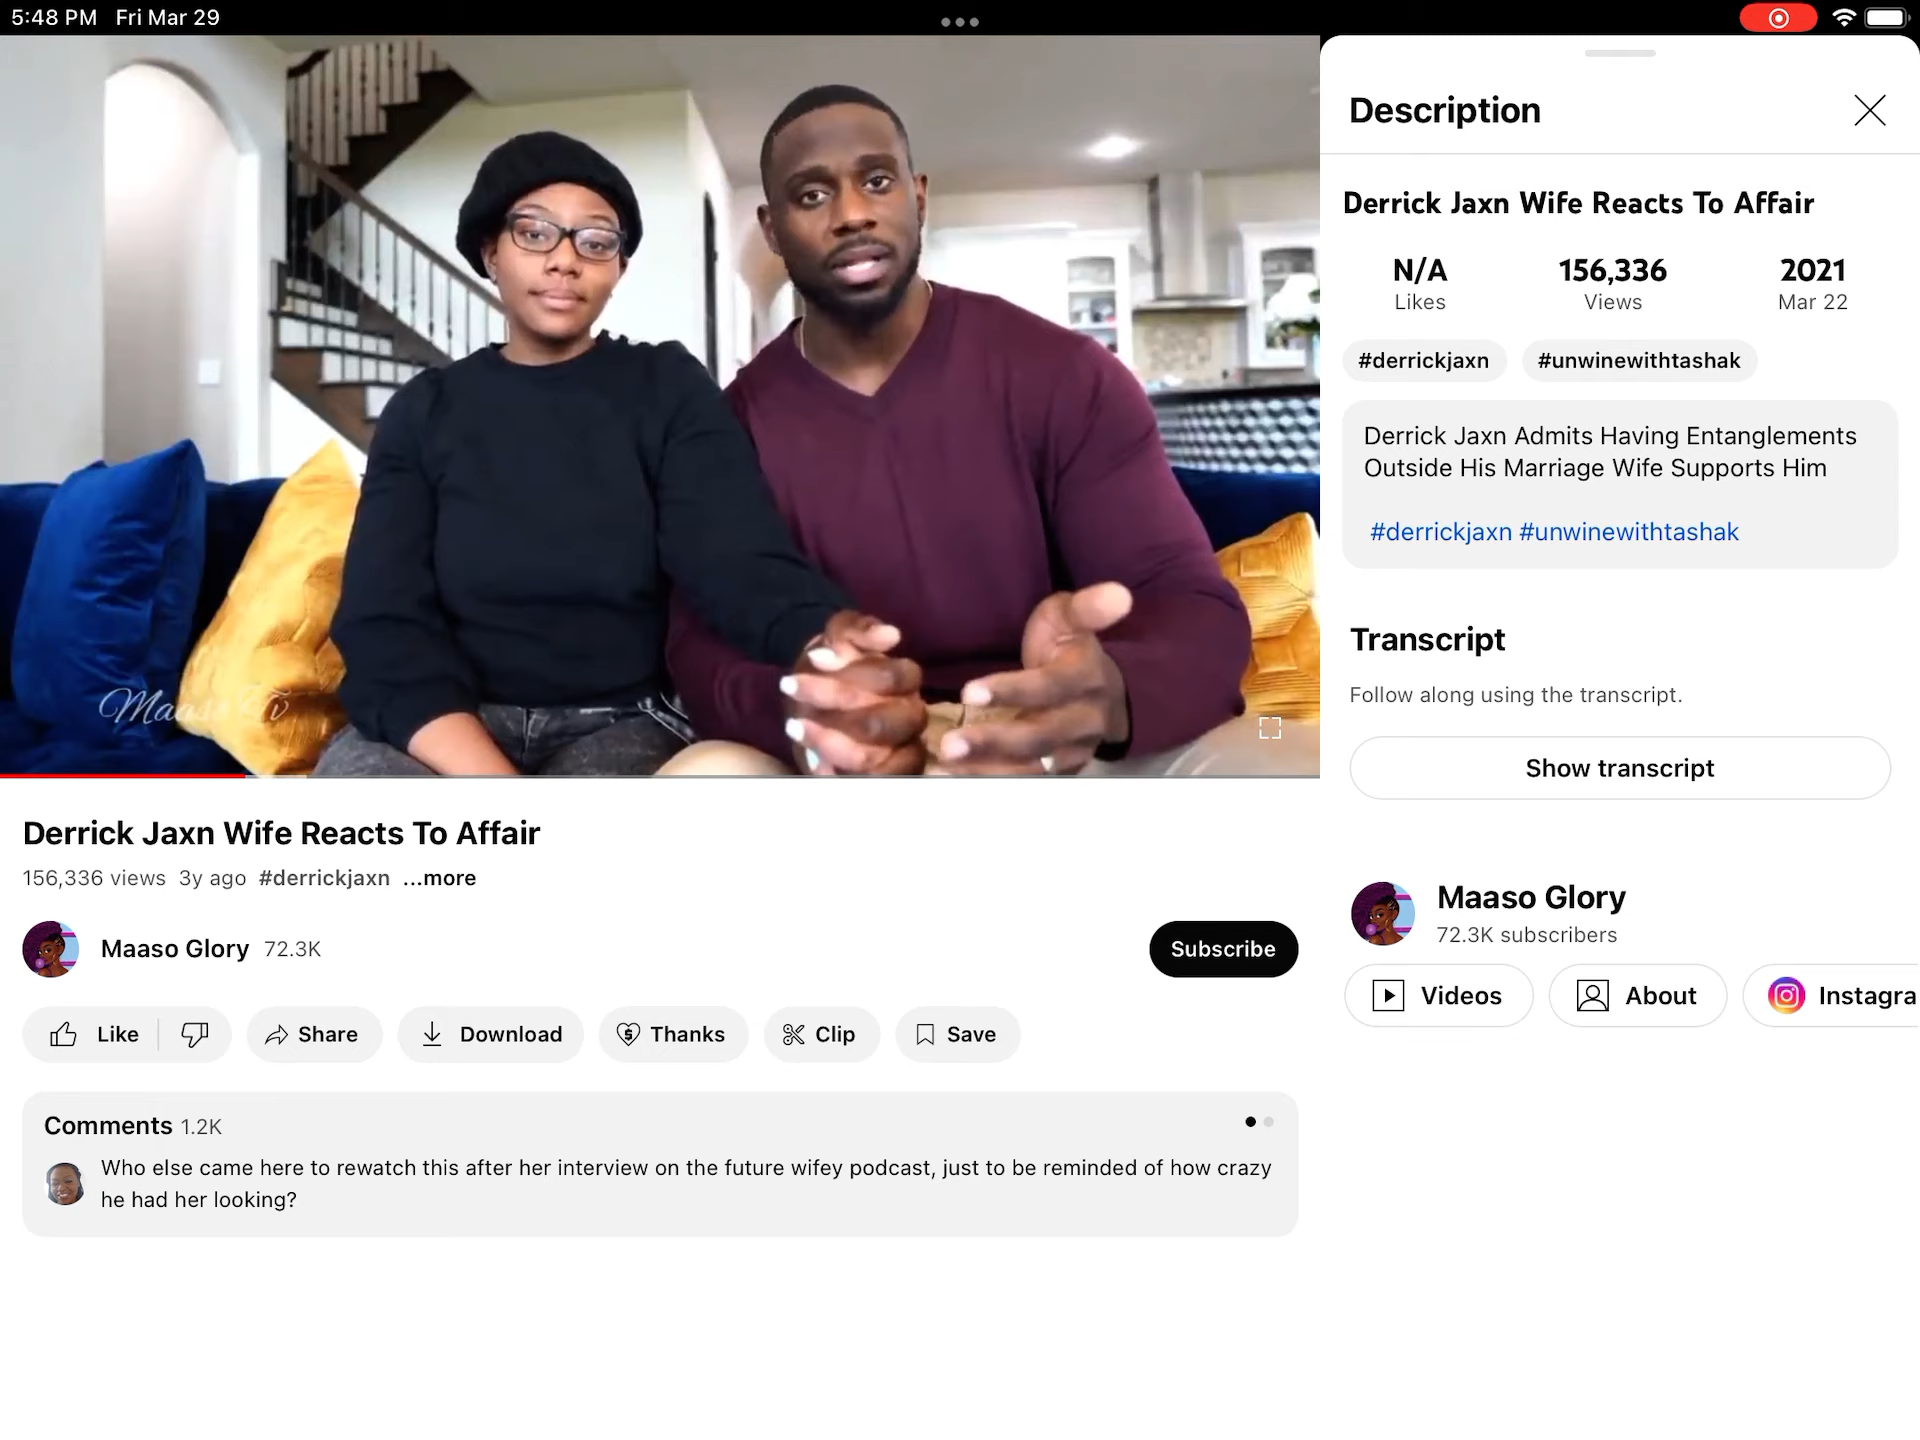 5:48 PM Fri Mar 29
Maaso Tv
Derrick Jaxn Wife Reacts To Affair
156,336 views 3y ago #derrickjaxn ...more
Maaso Glory 72.3K
Subscribe
Like
Share
Download
Thanks
Clip
Save
Comments 1.2K
Who else came here to rewatch this after her interview on the future wifey podcast, just to be reminded of how crazy
he had her looking?
Description
Derrick Jaxn Wife Reacts To Affair
N/A 156,336 2021
Likes Views Mar 22
#derrickjaxn #unwinewithtashak
Derrick Jaxn Admits Having Entanglements
Outside His Marriage Wife Supports Him
#derrickjaxn #unwinewithtashak
Transcript
Follow along using the transcript.
Show transcript
Maaso Glory
72.3K subscribers
Videos About Instagra